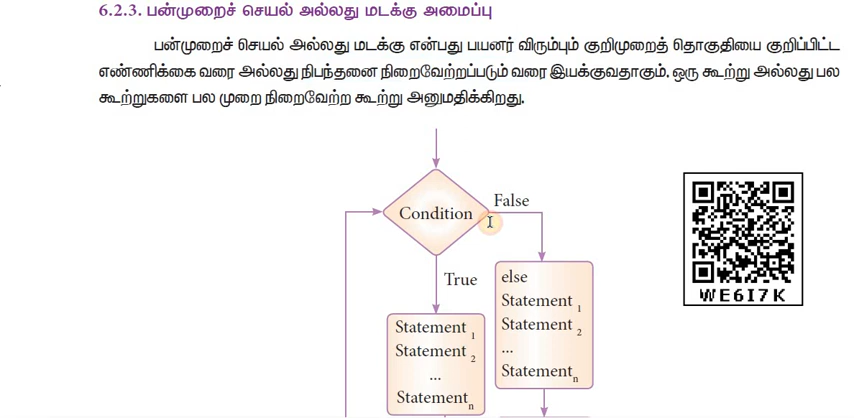 6.2.3. பன்முறைச் செயல் அல்லது மடக்கு அமைப்பு
பன்முறைச் செயல் அல்லது மடக்கு என்பது பயனர் விரும்பும் குறிமுறைத் தொகுதியை குறிப்பிட்ட
எண்ணிக்கை வரை அல்லது நிபந்தனை நிறைவேற்றப்படும் வரை இயக்குவதாகும். ஒரு கூற்று அல்லது பல
கூற்றுகளை பல முறை நிறைவேற்ற கூற்று அனுமதிக்கிறது.
Condition
False
True
else
Statement 1
Statement 2
...
Statement n
Statement 1
Statement 2
...
Statement n
WE6I7K